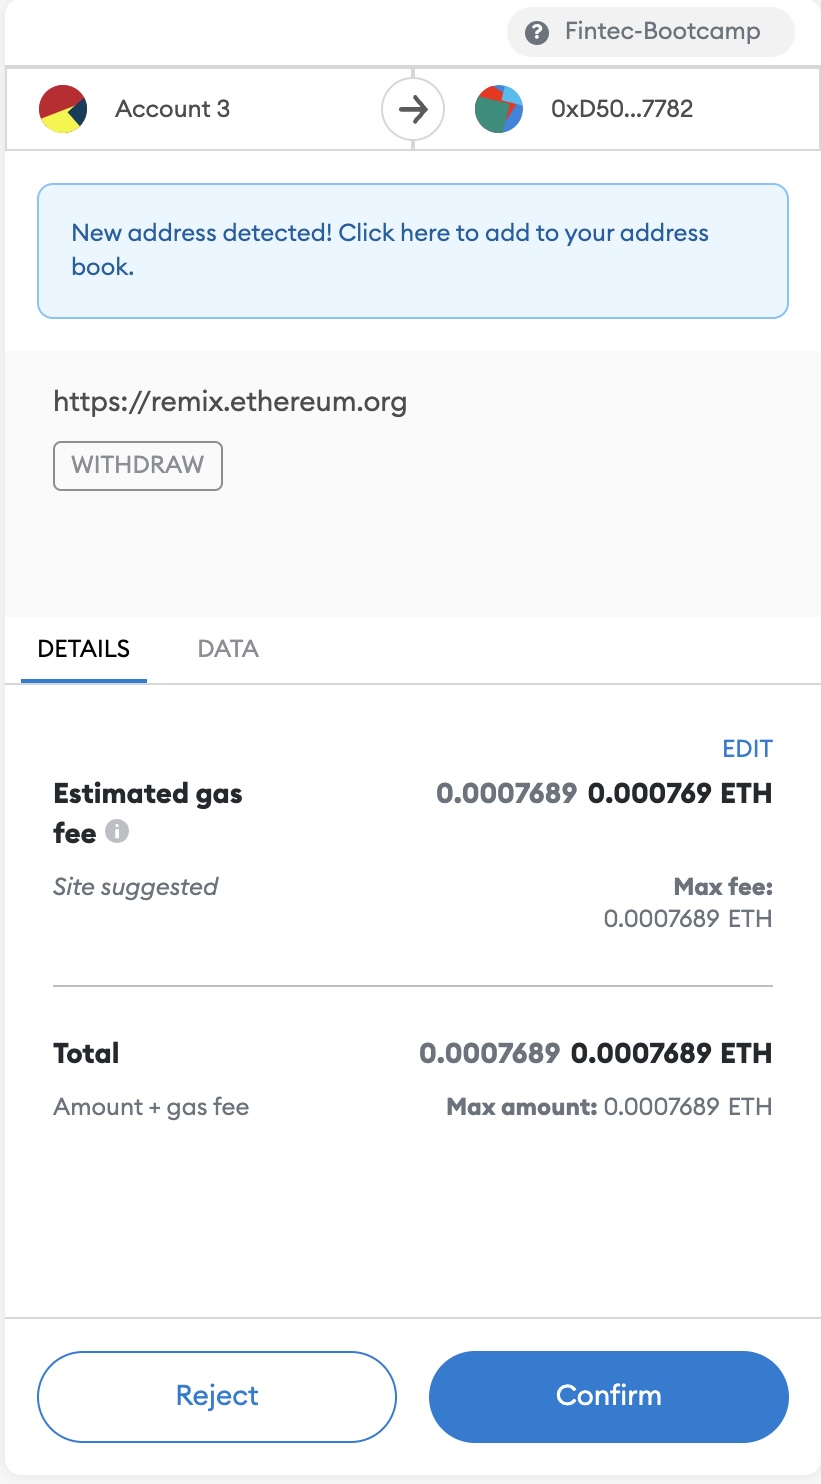 Fintec-Bootcamp
Account 3
0xD50...7782
New address detected! Click here to add to your address
book.
https://remix.ethereum.org
WITHDRAW
DETAILS DATA
EDIT
Estimated gas 0.0007689 0.000769 ETH
fee
Site suggested Max fee:
0.0007689 ETH
Total 0.0007689 0.0007689 ETH
Amount + gas fee Max amount: 0.0007689 ETH
Reject Confirm